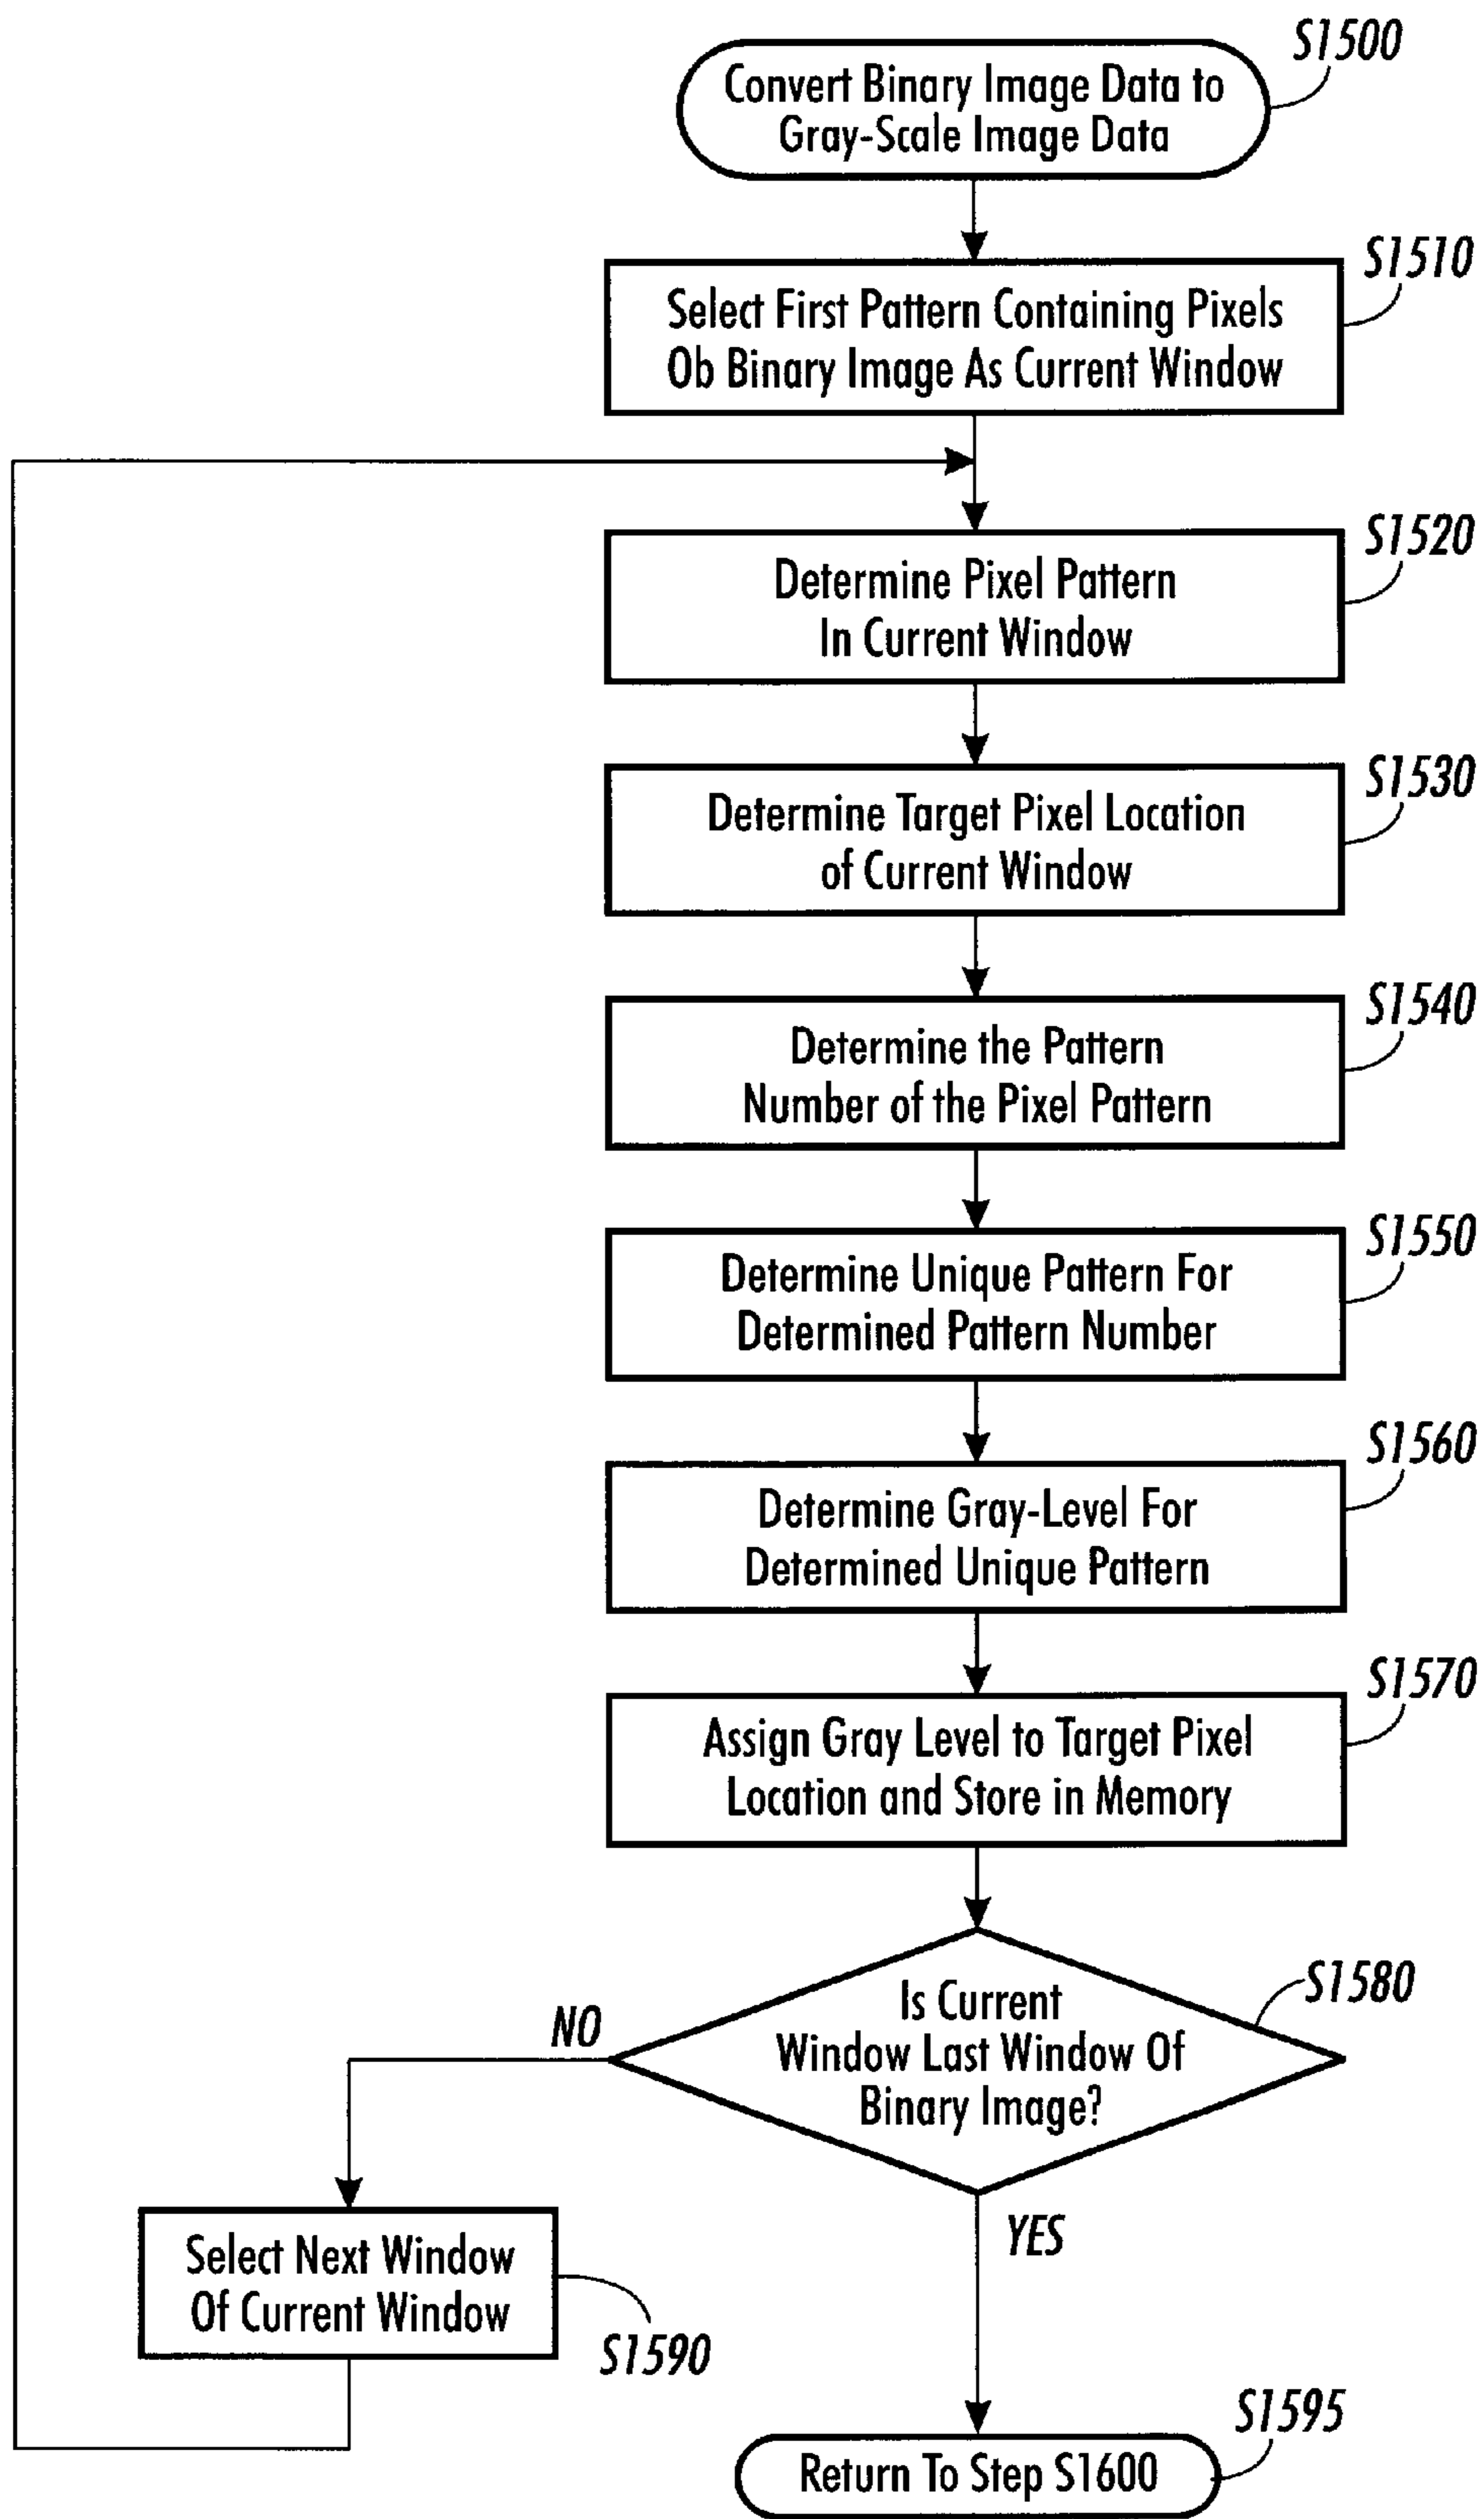 S1500
Convert Binary Image Data to
Gray-Scale Image Data
S1510
Select First Pattern Containing Pixels
Ob Binary Image As Current Window
S1520
Determine Pixel Pattern
In Current Window
S1530
Determine Target Pixel Location
of Current Window
S1540
Determine the Pattern
Number of the Pixel Pattern
S1550
Determine Unique Pattern For
Determined Pattern Number
S1560
Determine Gray-Level For
Determined Unique Pattern
S1570
Assign Gray Level to Target Pixel
Location and Store in Memory
S1580
Is Current
Window Last Window Of
Binary Image?
NO
YES
Select Next Window
Of Current Window
S1590
S1595
Return To Step S1600